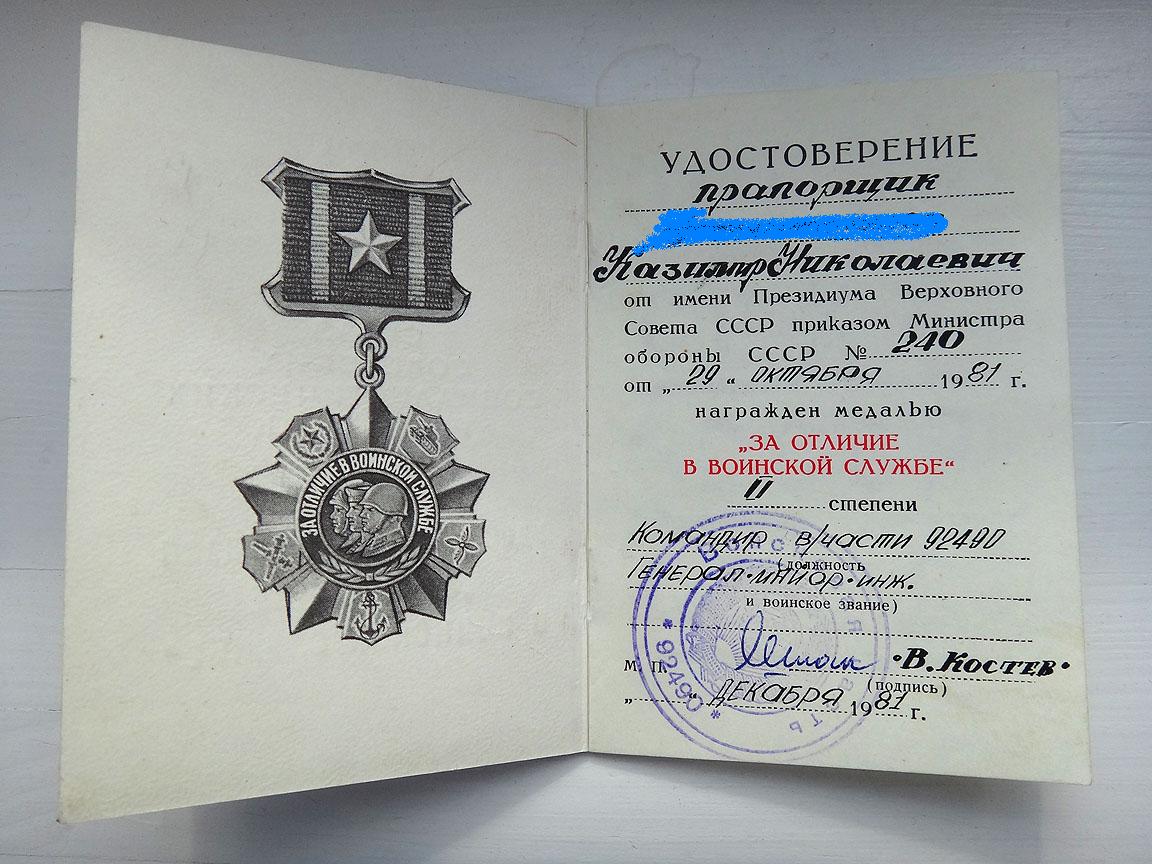 ЗА ОТЛИЧИЕ В ВОИНСКОЙ СЛУЖБЕ
УДОСТОВЕРЕНИЕ
прапорщик
Казимир Николаевич
от имени Президиума Верховного
Совета СССР приказом Министра
обороны СССР № 240
от „ 29 “ ОКТЯБРЯ 1981 г.
награжден медалью
„ЗА ОТЛИЧИЕ
В ВОИНСКОЙ СЛУЖБЕ“
II степени
Командир в/части 92490
(должность
Генерал-майор-инж.
и воинское звание)
М. П. В. Костев
(подпись)
„ “ ДЕКАБРЯ 1981 г.
* 92490 *